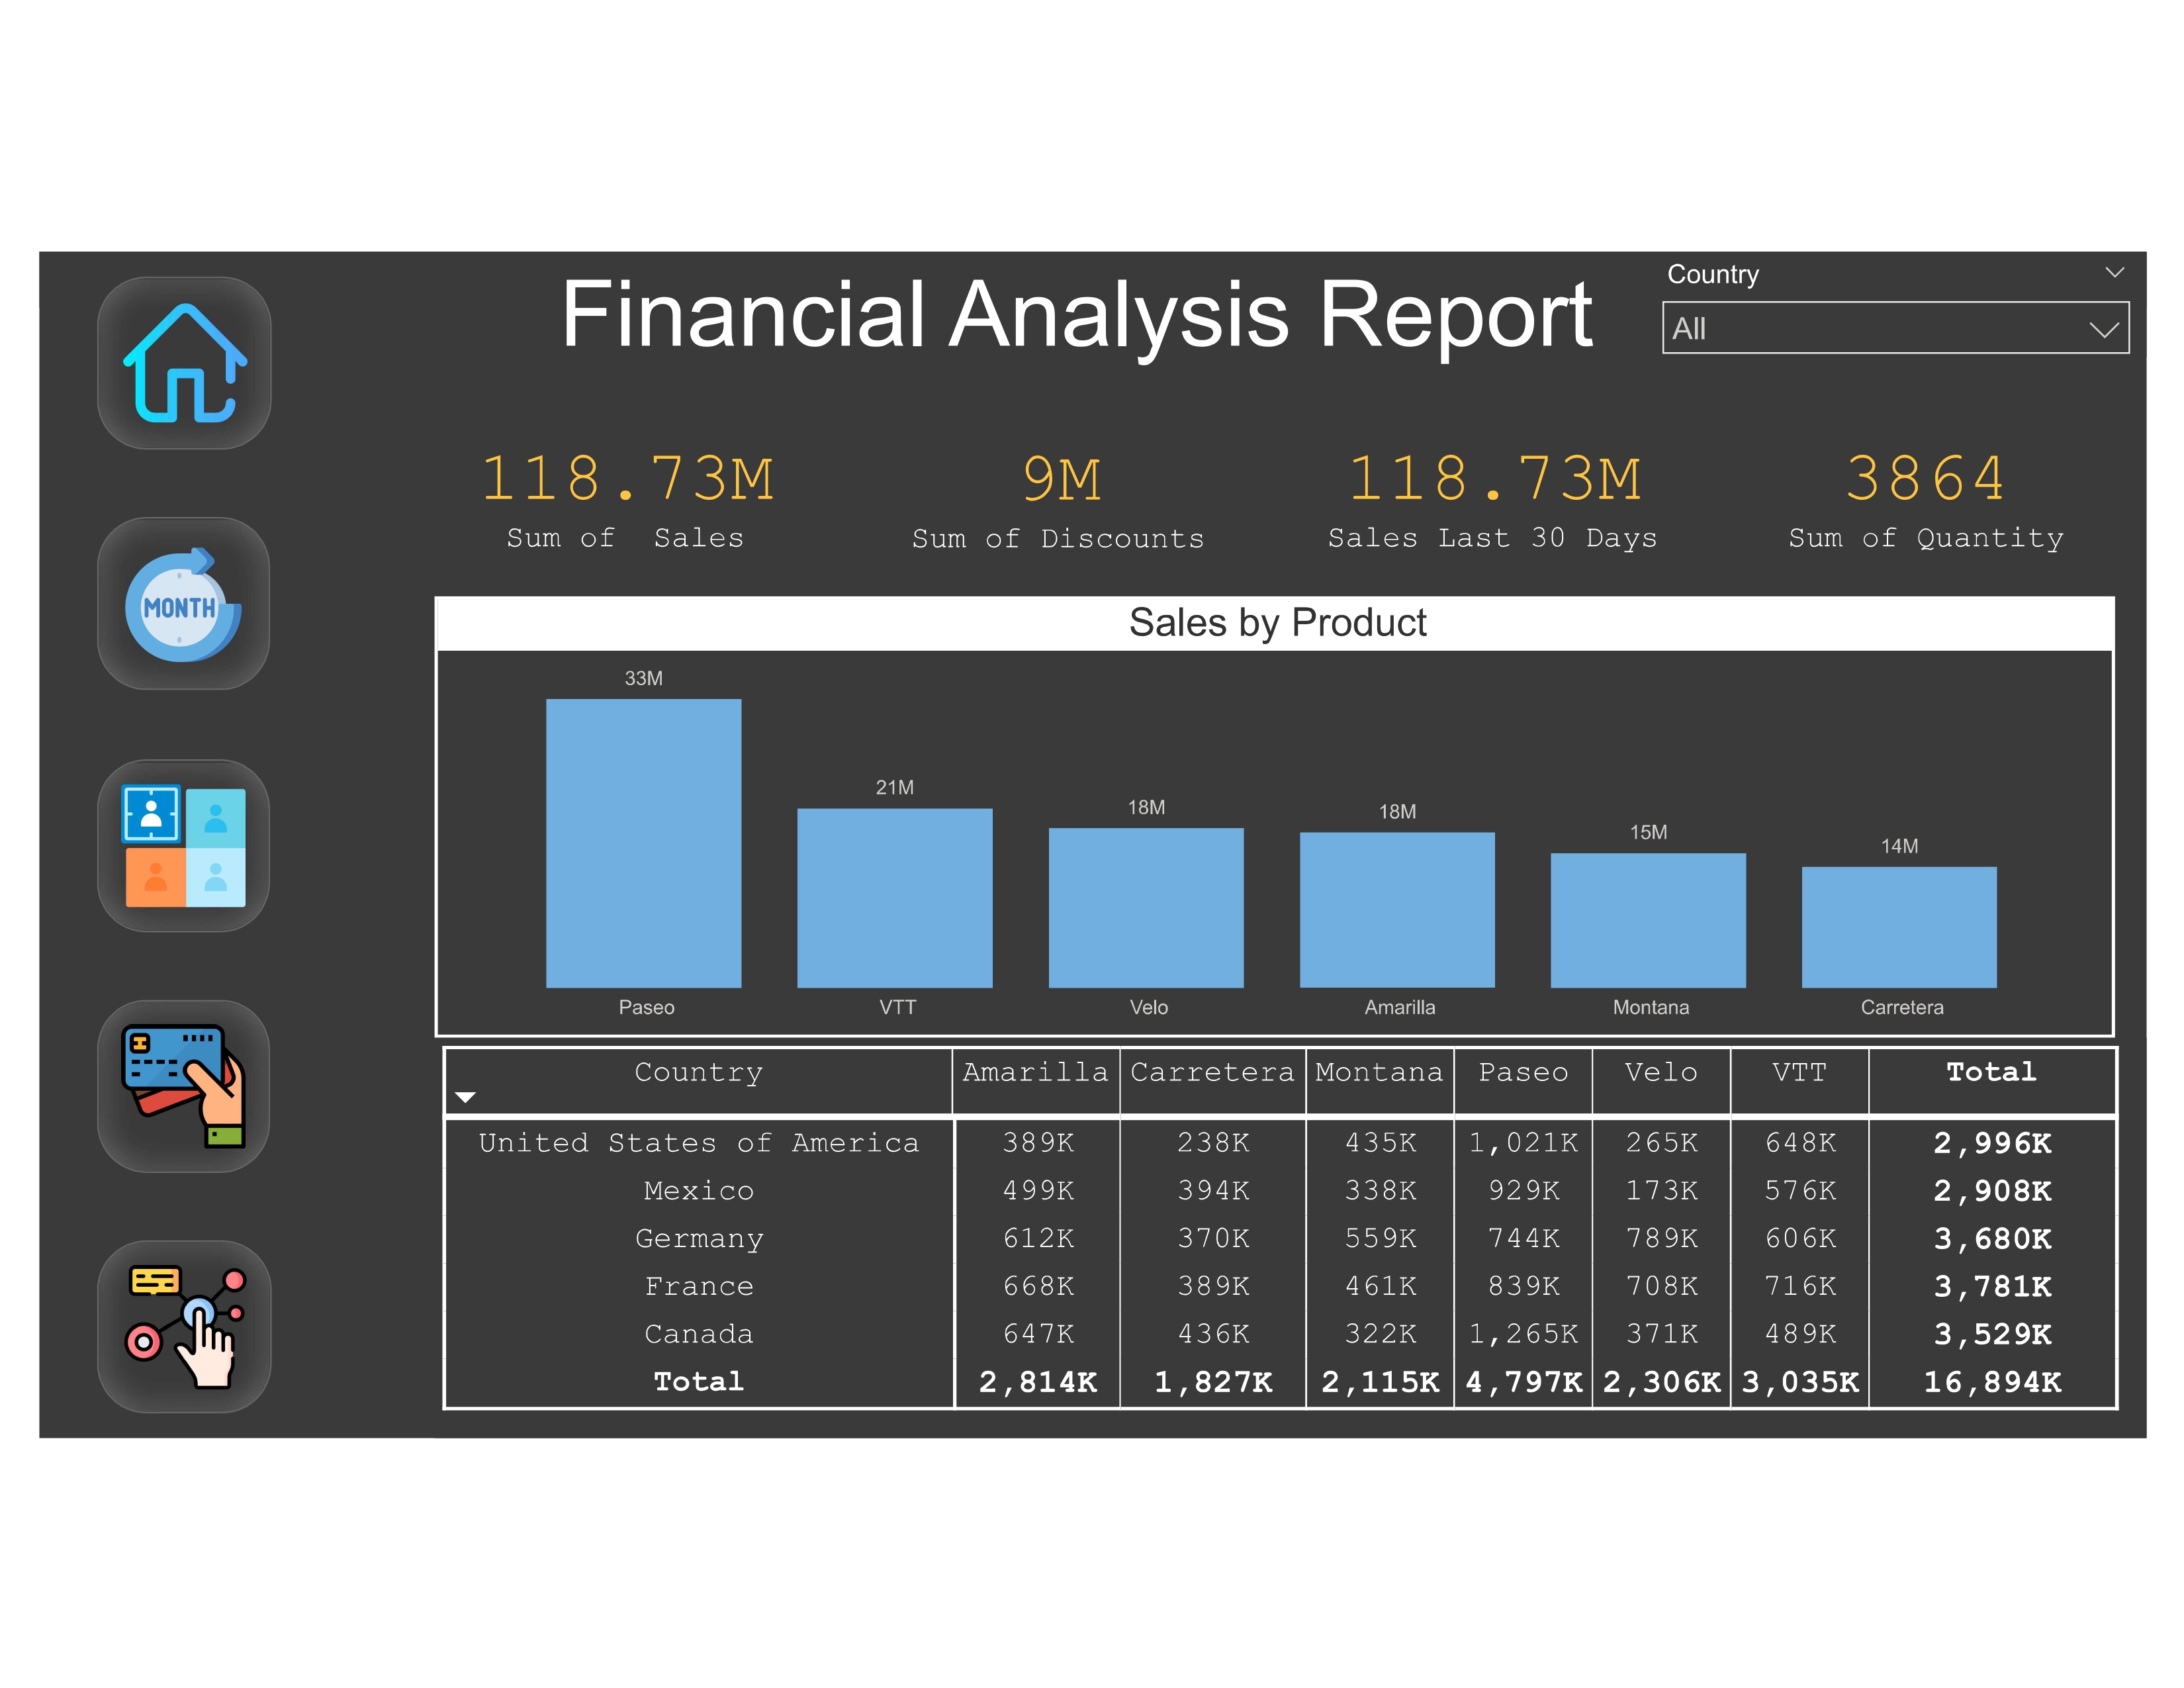 Financial Analysis Report
Country
All
118.73M
Sum of Sales
9M
Sum of Discounts
118.73M
Sales Last 30 Days
3864
Sum of Quantity
MONTH
Sales by Product
33M
21M
18M
18M
15M
14M
Paseo VTT Velo Amarilla Montana Carretera
Country Amarilla Carretera Montana Paseo Velo VTT Total
United States of America 389K 238K 435K 1,021K 265K 648K 2,996K
Mexico 499K 394K 338K 929K 173K 576K 2,908K
Germany 612K 370K 559K 744K 789K 606K 3,680K
France 668K 389K 461K 839K 708K 716K 3,781K
Canada 647K 436K 322K 1,265K 371K 489K 3,529K
Total 2,814K 1,827K 2,115K 4,797K 2,306K 3,035K 16,894K